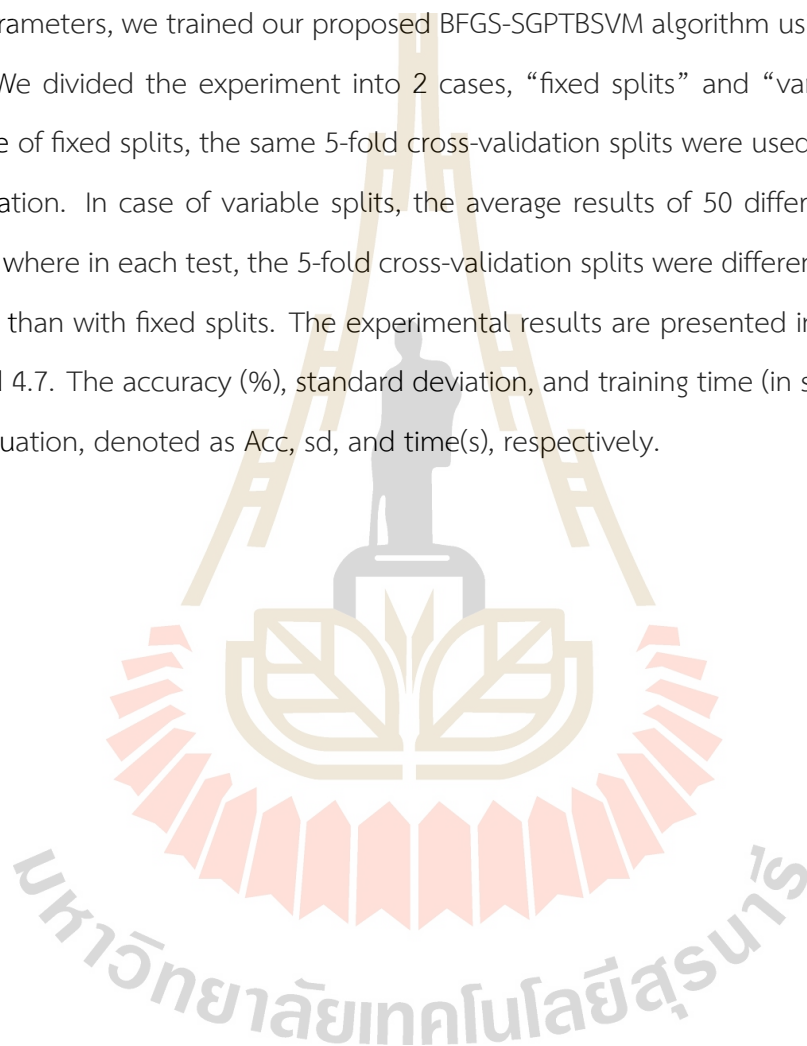 rameters, we trained our proposed BFGS-SGPTBSVM algorithm us
We divided the experiment into 2 cases, “fixed splits” and “var
e of fixed splits, the same 5-fold cross-validation splits were used
ation. In case of variable splits, the average results of 50 differ
where in each test, the 5-fold cross-validation splits were differen
than with fixed splits. The experimental results are presented in
4.7. The accuracy (%), standard deviation, and training time (in s
uation, denoted as Acc, sd, and time(s), respectively.
มหาวิทยาลัยเทคโนโลยีสุรนารี